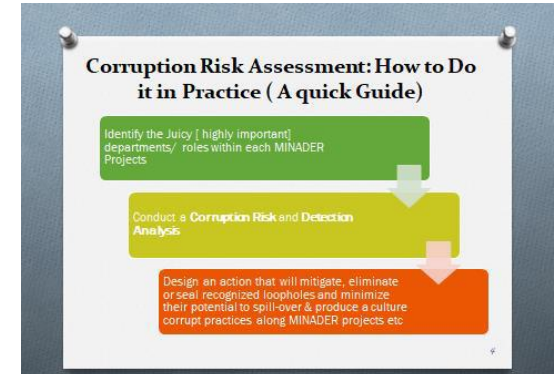 Corruption Risk Assessment: How to Do
it in Practice ( A quick Guide)
Identify the Juicy [ highly important]
departments/ roles within each MINADER
Projects
Conduct a Corruption Risk and Detection
Analysis
Design an action that will mitigate, eliminate
or seal recognized loopholes and minimize
their potential to spill-over & produce a culture
corrupt practices along MINADER projects etc
4